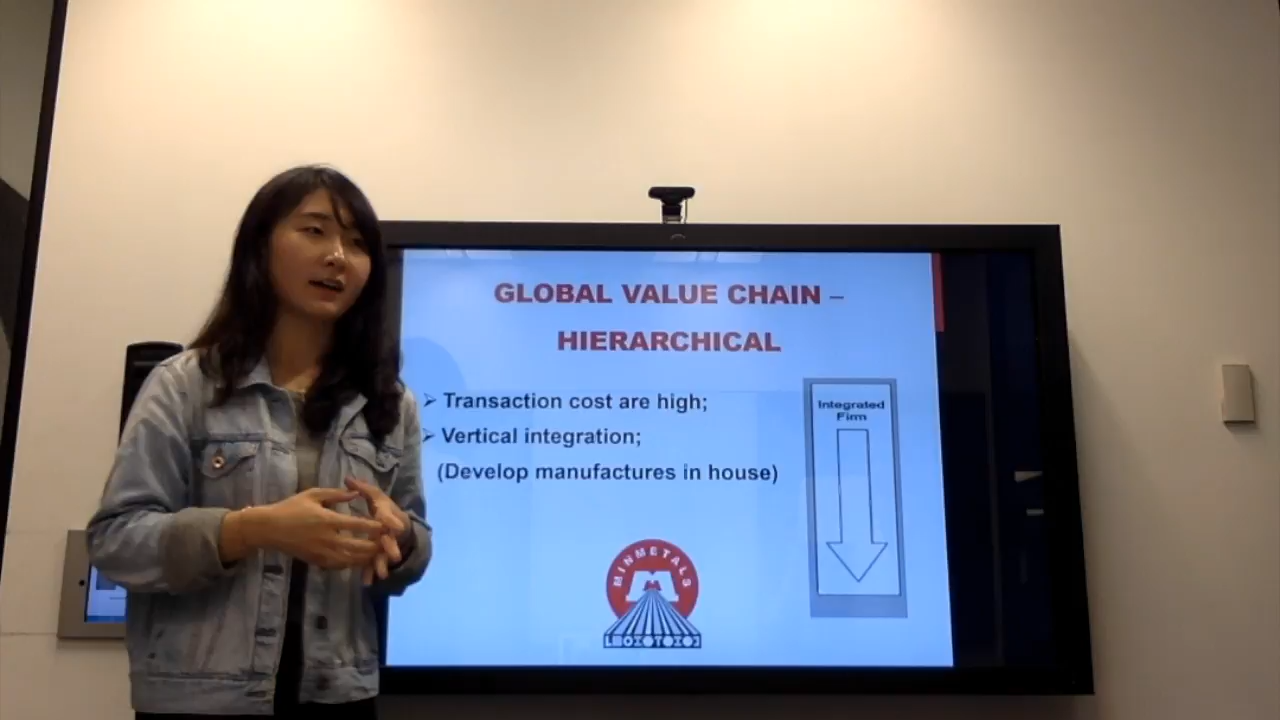 GLOBAL VALUE CHAIN –
HIERARCHICAL
➢ Transaction cost are high;
➢ Vertical integration;
(Develop manufactures in house)
Integrated
Firm
MINMETALS